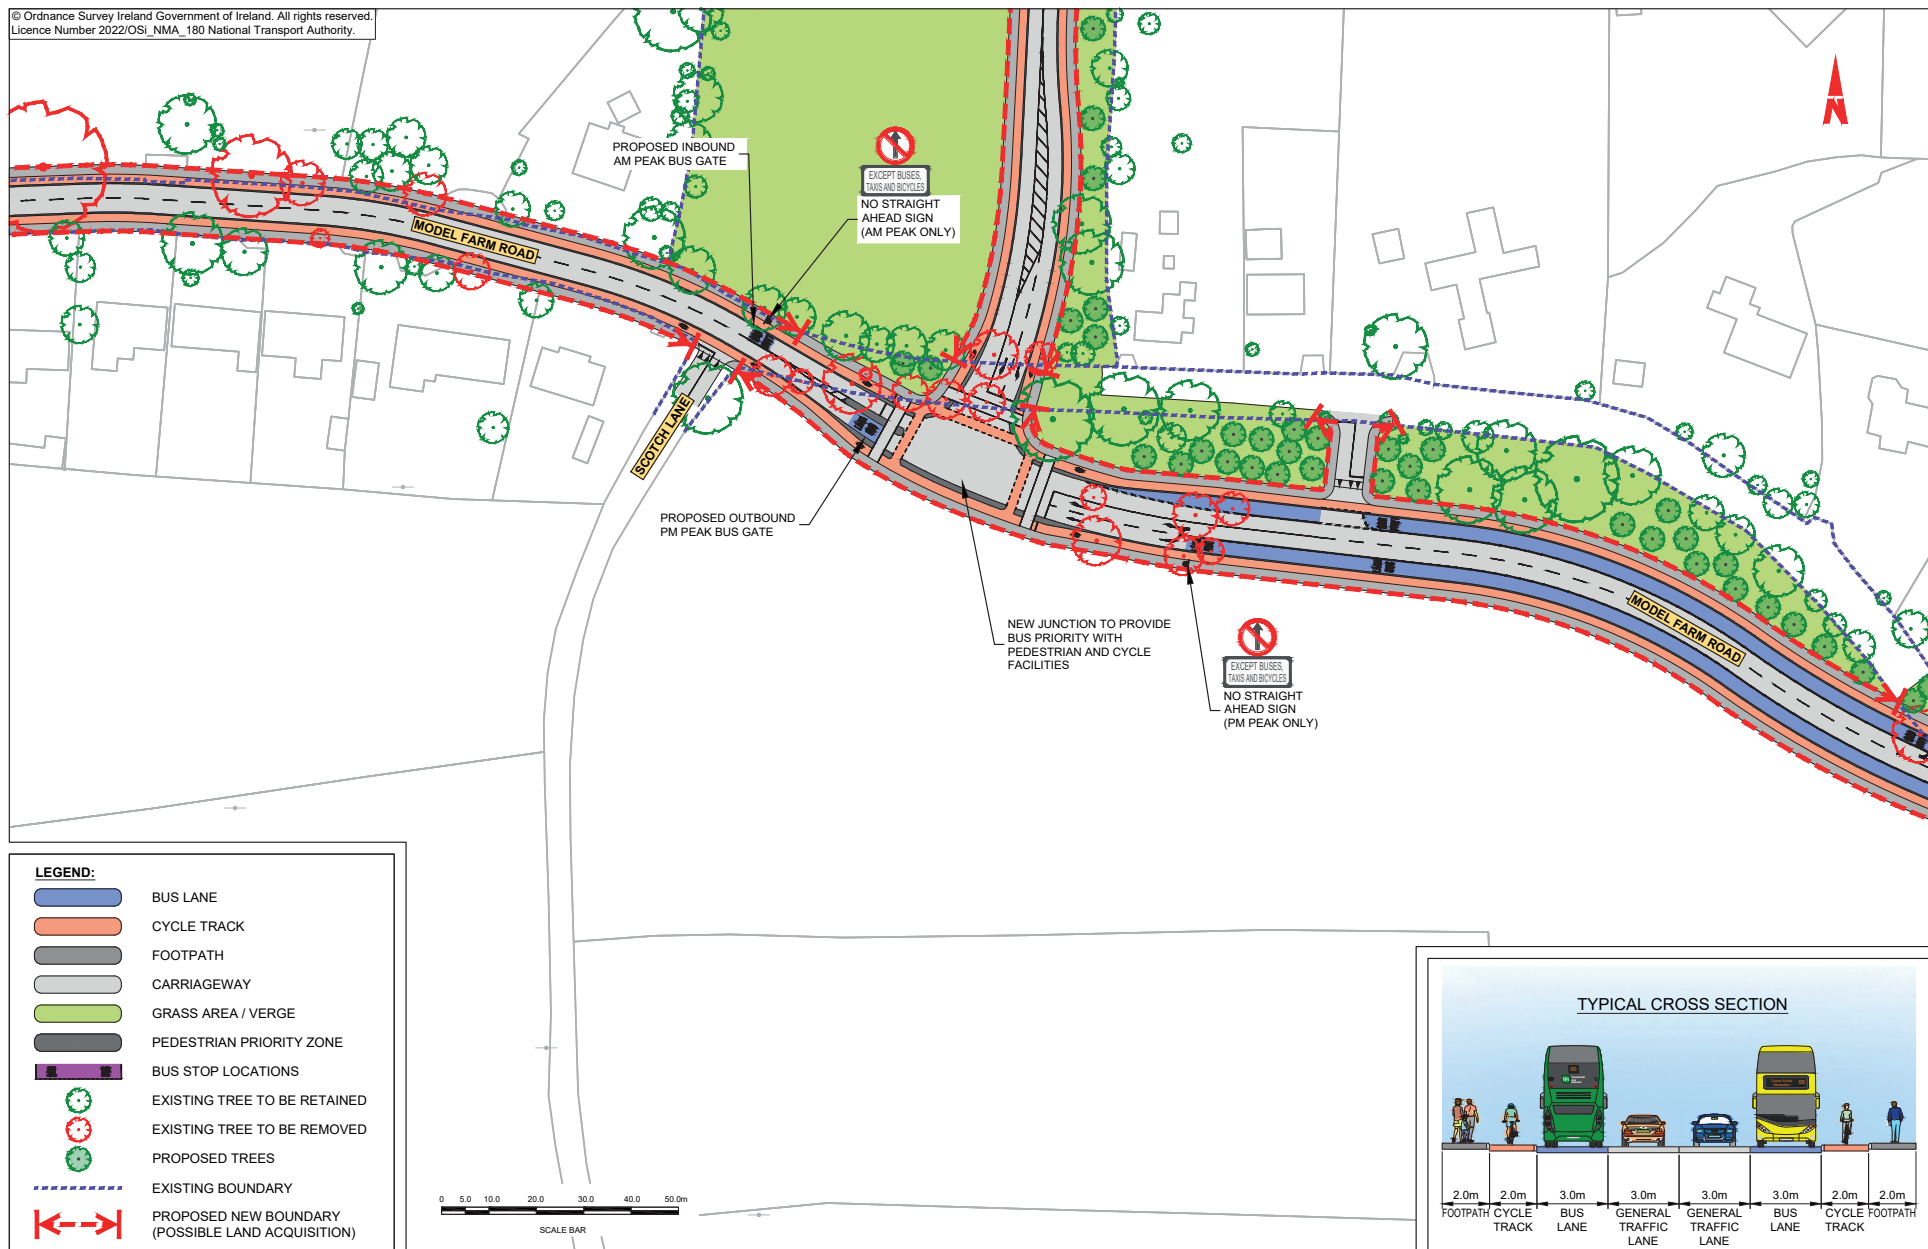 © Ordnance Survey Ireland Government of Ireland. All rights reserved.
Licence Number 2022/OSi_NMA_180 National Transport Authority.
PROPOSED INBOUND
AM PEAK BUS GATE
EXCEPT BUSES,
TAXIS AND BICYCLES
NO STRAIGHT
AHEAD SIGN
(AM PEAK ONLY)
N
MODEL FARM ROAD
SCOTCH LANE
PROPOSED OUTBOUND
PM PEAK BUS GATE
NEW JUNCTION TO PROVIDE
BUS PRIORITY WITH
PEDESTRIAN AND CYCLE
FACILITIES
EXCEPT BUSES,
TAXIS AND BICYCLES
NO STRAIGHT
AHEAD SIGN
(PM PEAK ONLY)
MODEL FARM ROAD
LEGEND:
BUS LANE
CYCLE TRACK
FOOTPATH
CARRIAGEWAY
GRASS AREA / VERGE
PEDESTRIAN PRIORITY ZONE
BUS STOP LOCATIONS
EXISTING TREE TO BE RETAINED
EXISTING TREE TO BE REMOVED
PROPOSED TREES
EXISTING BOUNDARY
PROPOSED NEW BOUNDARY
(POSSIBLE LAND ACQUISITION)
0 5.0 10.0 20.0 30.0 40.0 50.0m
SCALE BAR
TYPICAL CROSS SECTION
2.0m 2.0m 3.0m 3.0m 3.0m 3.0m 2.0m 2.0m
FOOTPATH CYCLE TRACK BUS LANE GENERAL TRAFFIC LANE GENERAL TRAFFIC LANE BUS LANE CYCLE TRACK FOOTPATH